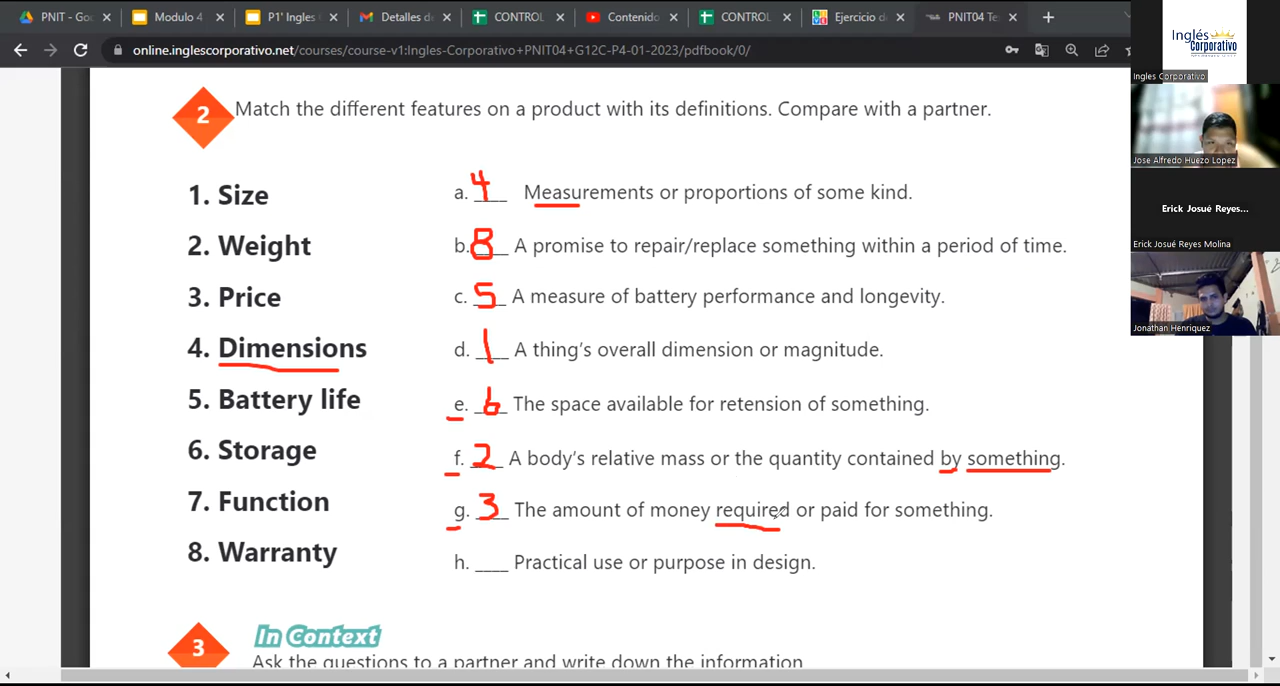 PNIT - Goo
Modulo 4
P1' Ingles C
Detalles de
CONTROL
Contenido
CONTROL
Ejercicio de
PNIT04 Te
online.inglescorporativo.net/courses/course-v1:Ingles-Corporativo+PNIT04+G12C-P4-01-2023/pdfbook/0/
Inglés
Corporativo
Ingles Corporativo
Jose Alfredo Huezo Lopez
Erick Josué Reyes...
Erick Josué Reyes Molina
Jonathan Henriquez
2 Match the different features on a product with its definitions. Compare with a partner.
1. Size
2. Weight
3. Price
4. Dimensions
5. Battery life
6. Storage
7. Function
8. Warranty
a. 4 Measurements or proportions of some kind.
b. 8 A promise to repair/replace something within a period of time.
c. 5 A measure of battery performance and longevity.
d. 1 A thing's overall dimension or magnitude.
e. 6 The space available for retension of something.
f. 2 A body's relative mass or the quantity contained by something.
g. 3 The amount of money required or paid for something.
h. ____ Practical use or purpose in design.
3 In Context
Ask the questions to a partner and write down the information